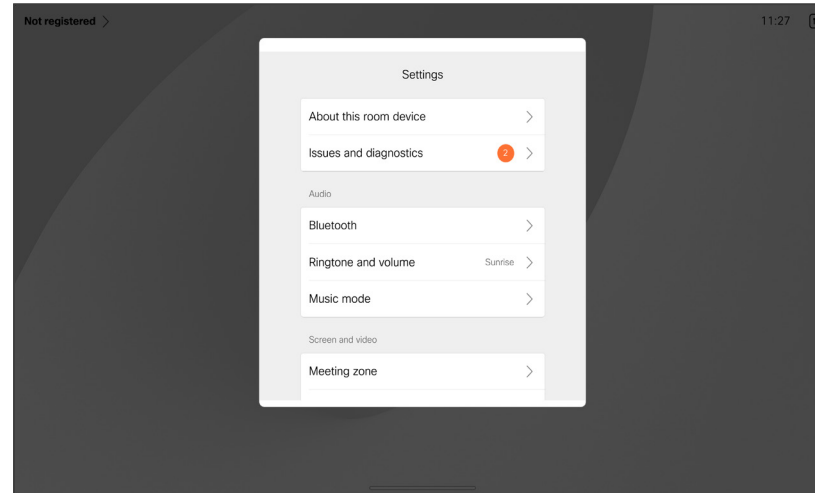 Not registered
11:27
Settings
About this room device
Issues and diagnostics 2
Audio
Bluetooth
Ringtone and volume Sunrise
Music mode
Screen and video
Meeting zone